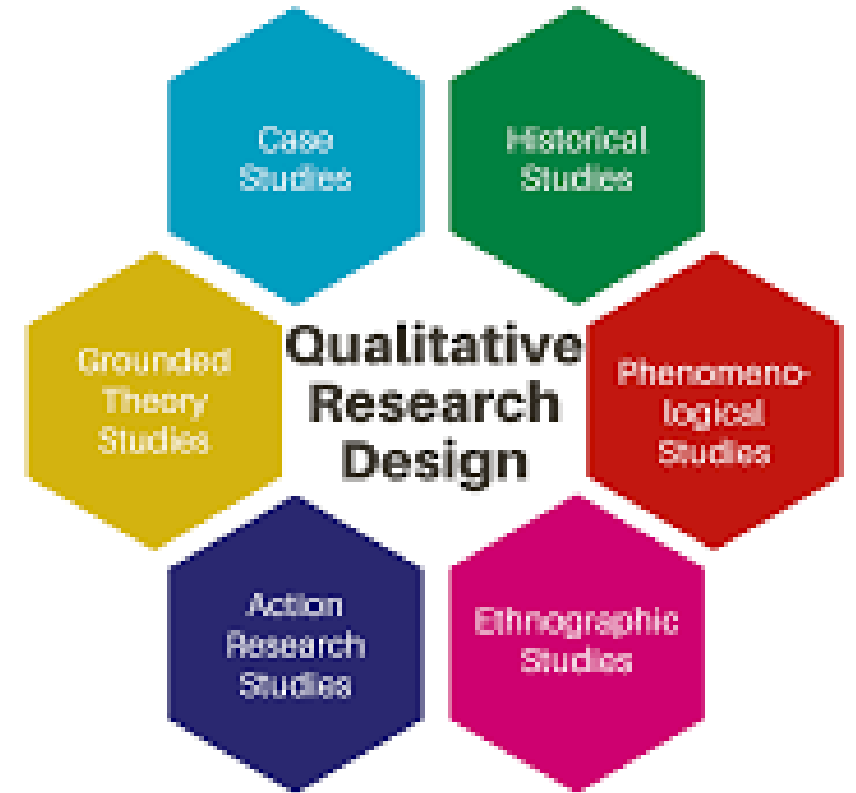 Case
Studies
Historical
Studies
Grounded
Theory
Studies
Qualitative
Research
Design
Phenomeno-
logical
Studies
Action
Research
Studies
Ethnographic
Studies